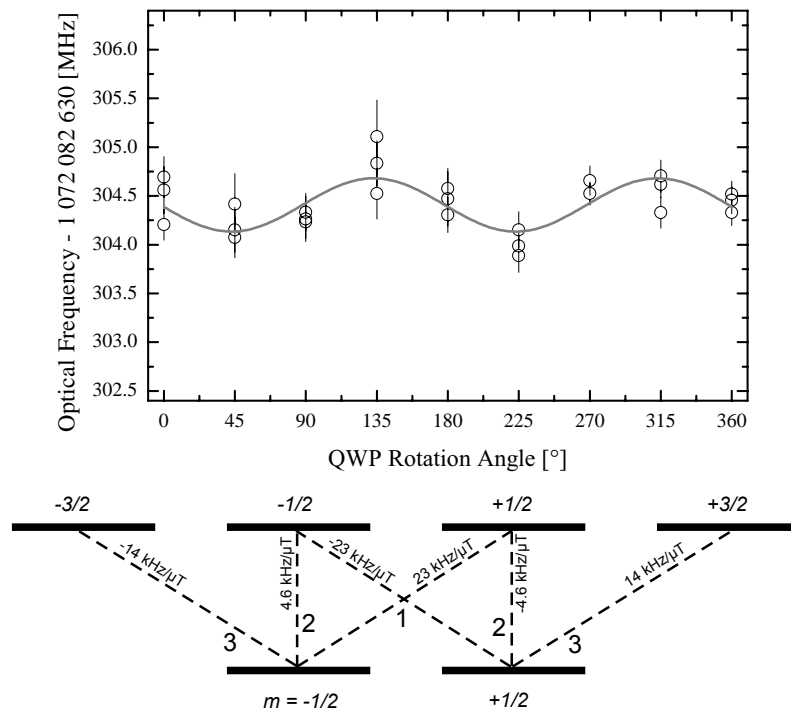 Optical Frequency - 1 072 082 630 [MHz]
306.0
305.5
305.0
304.5
304.0
303.5
303.0
302.5
0 45 90 135 180 225 270 315 360
QWP Rotation Angle [°]
-3/2 -1/2 +1/2 +3/2
-14 kHz/μT 4.6 kHz/μT -23 kHz/μT 23 kHz/μT -4.6 kHz/μT 14 kHz/μT
3 2 1 2 3
m = -1/2 +1/2